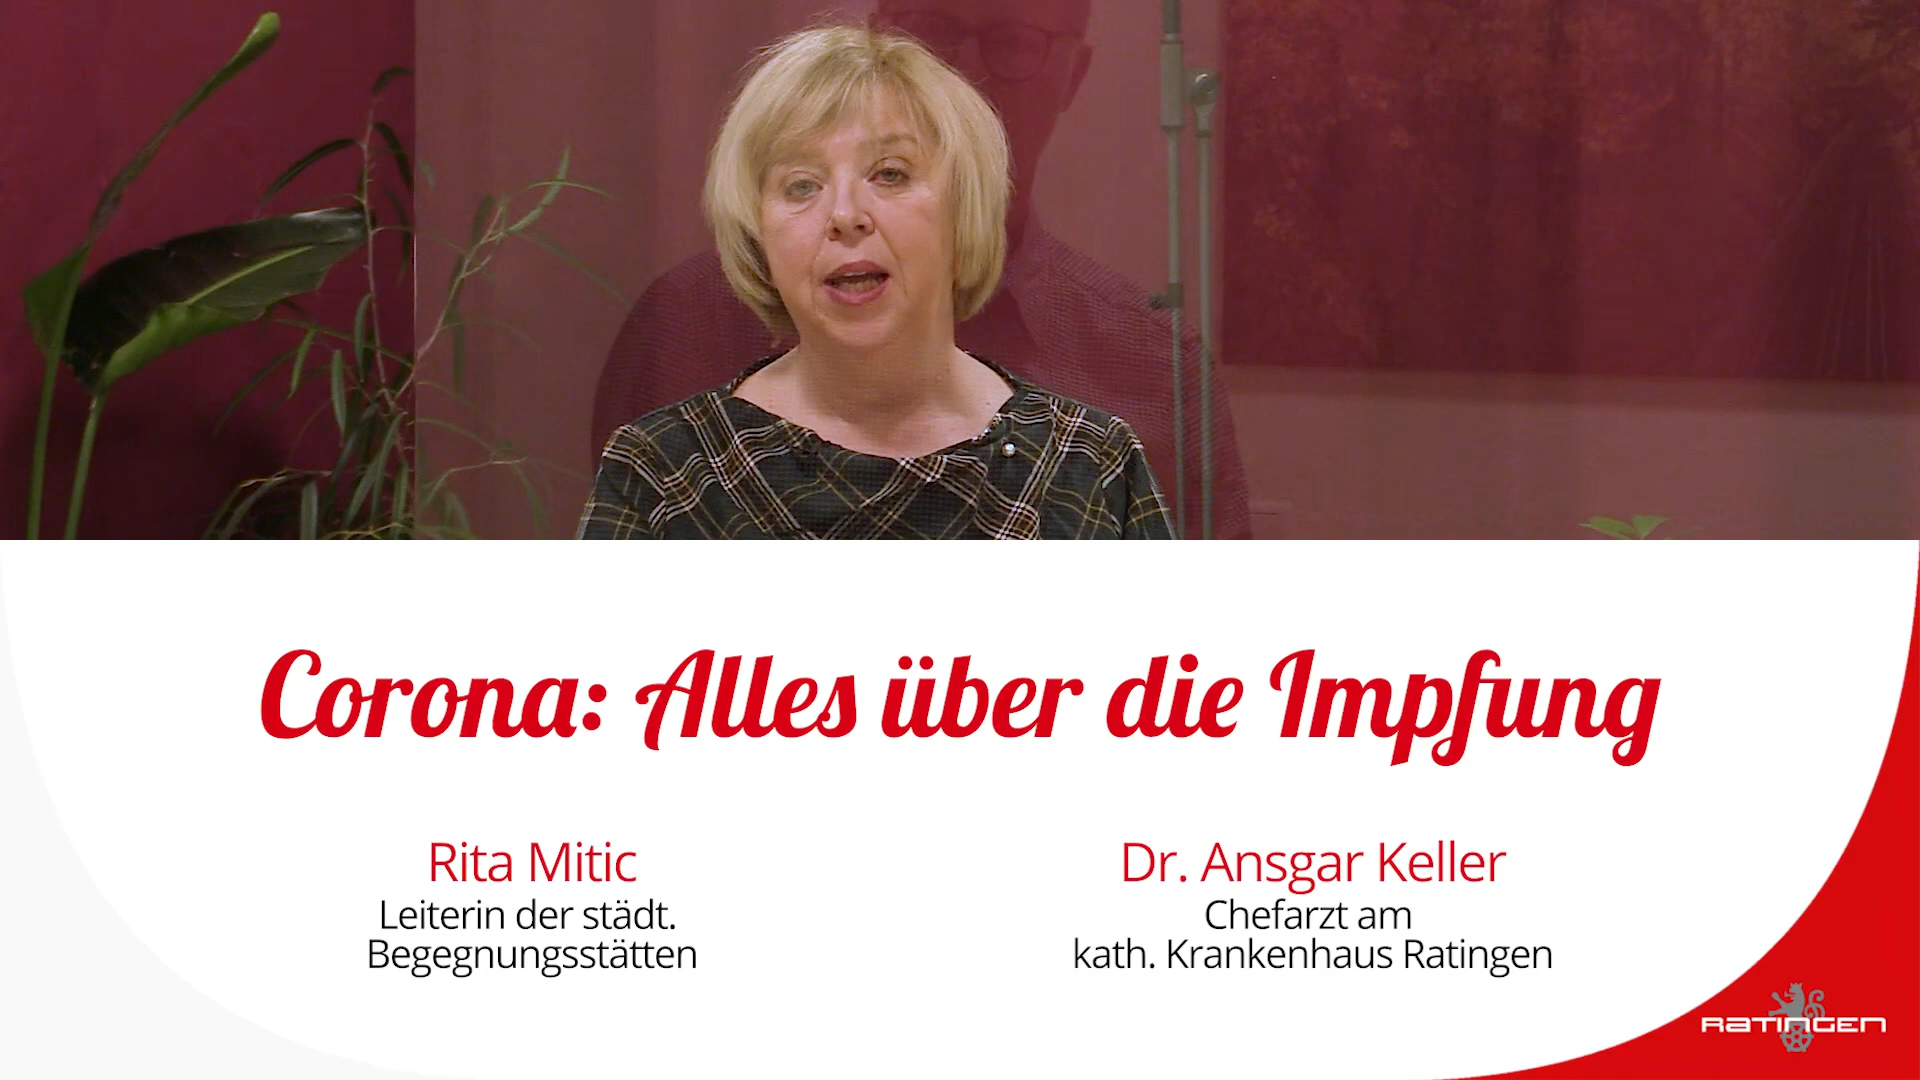 Corona: Alles über die Impfung
Rita Mitic
Leiterin der städt.
Begegnungsstätten
Dr. Ansgar Keller
Chefarzt am
kath. Krankenhaus Ratingen
RATINGEN